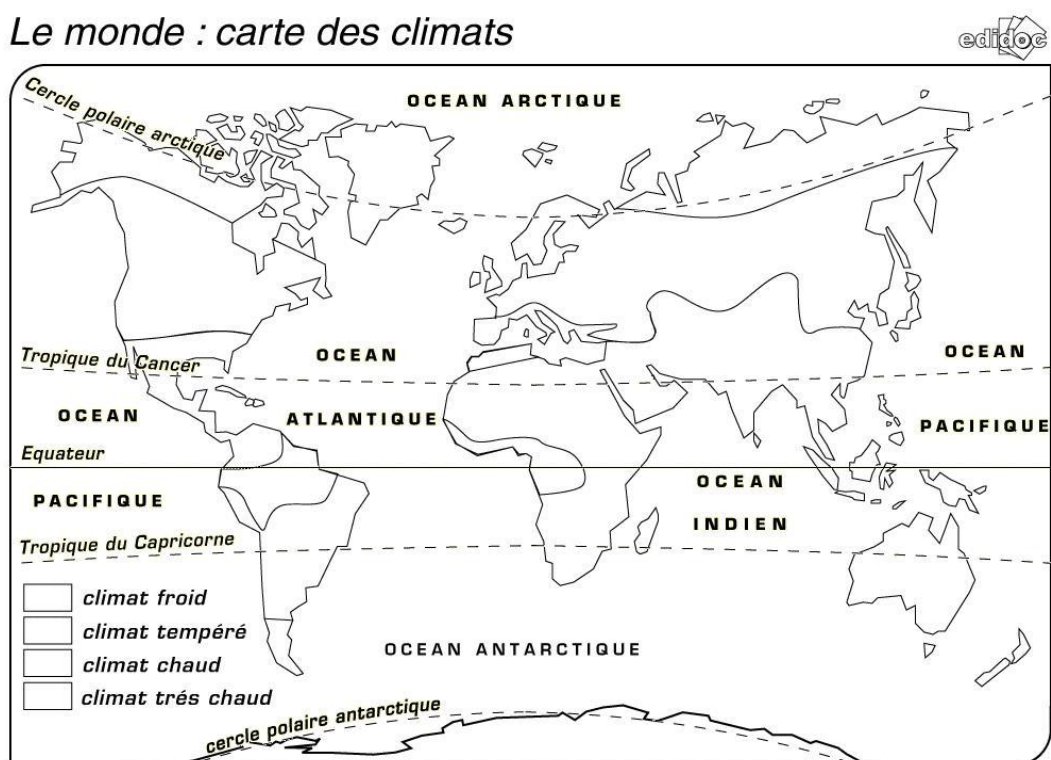 Le monde : carte des climats
edidoc
Cercle polaire arctique
OCEAN ARCTIQUE
Tropique du Cancer
OCEAN
OCEAN
OCEAN
ATLANTIQUE
PACIFIQUE
Equateur
OCEAN
PACIFIQUE
INDIEN
Tropique du Capricorne
climat froid
climat tempéré
climat chaud
climat trés chaud
OCEAN ANTARCTIQUE
cercle polaire antarctique